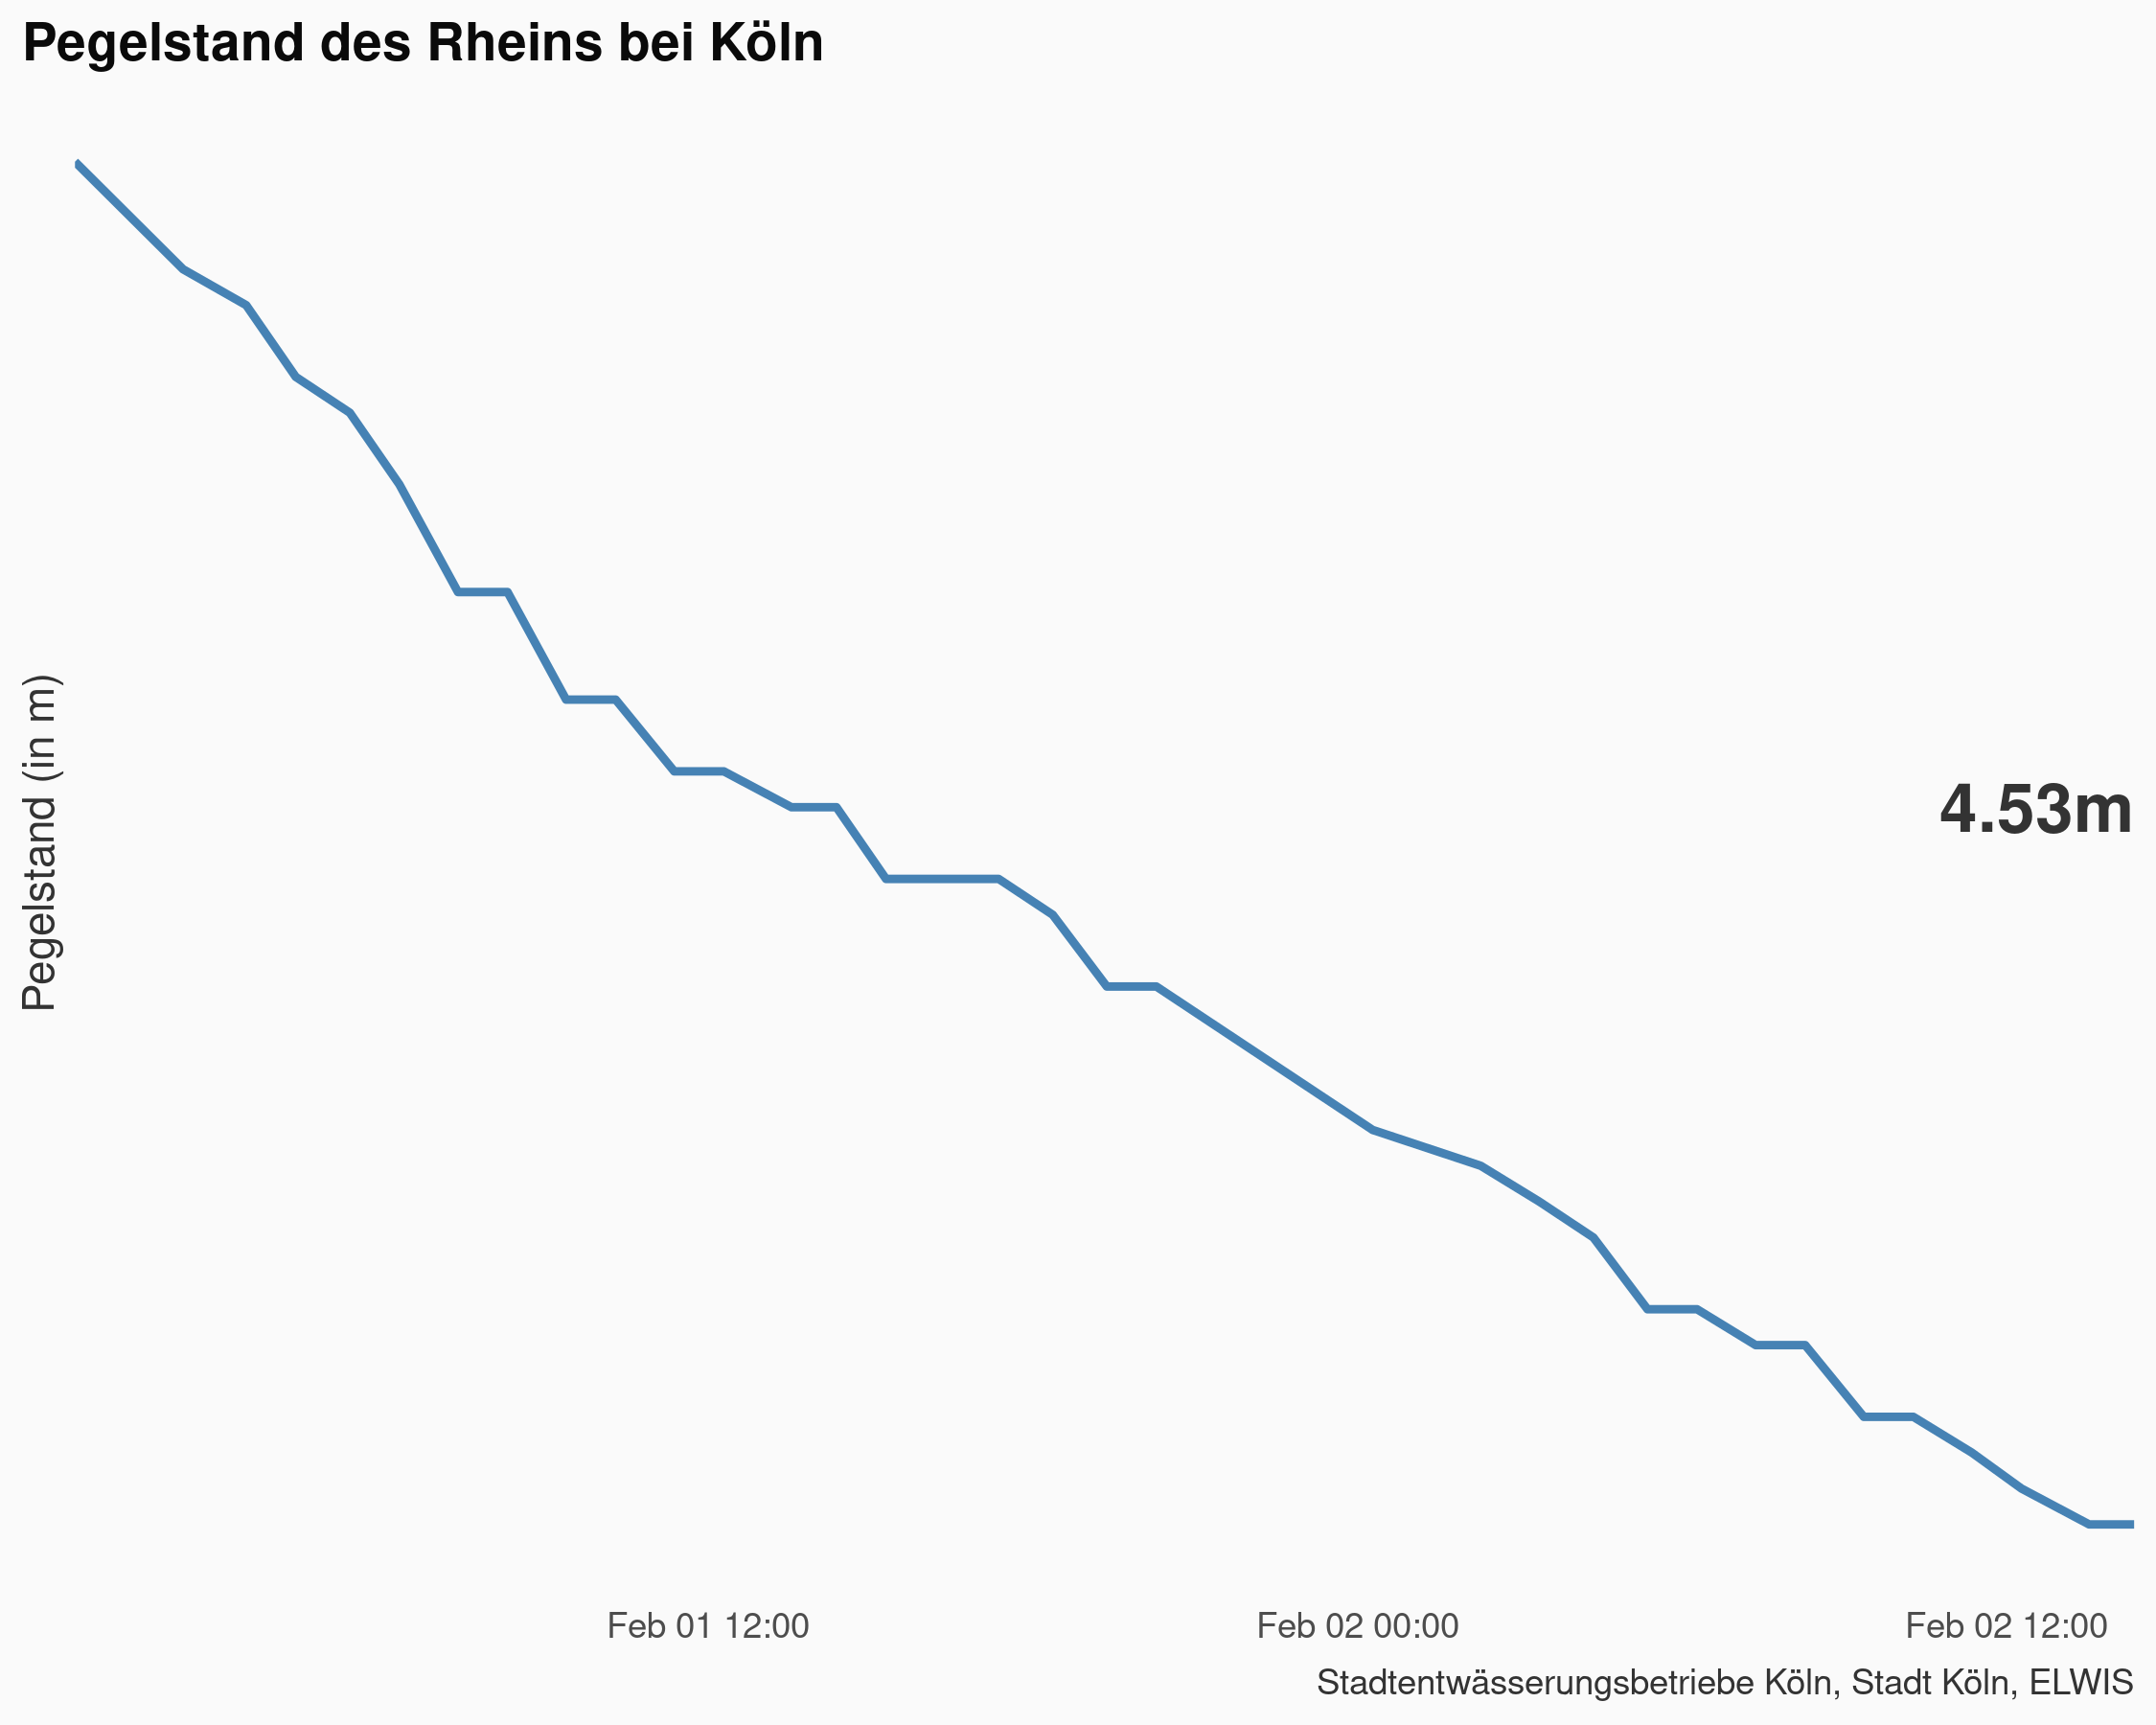 Pegelstand des Rheins bei Köln
Pegelstand (in m)
4.53m
Feb 01 12:00
Feb 02 00:00
Feb 02 12:00
Stadtentwässerungsbetriebe Köln, Stadt Köln, ELWIS